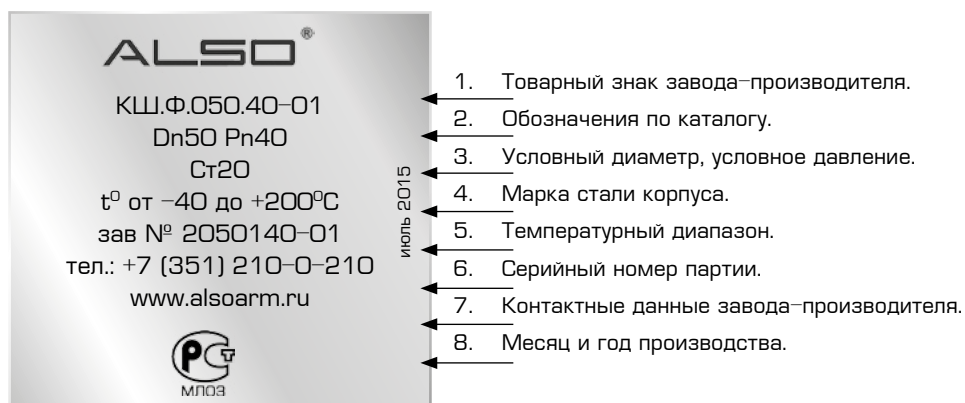 ALSO®
КШ.Ф.050.40–01
Dn50 Pn40
Ст20
t⁰ от –40 до +200⁰С
зав № 2050140–01
тел.: +7 (351) 210–0–210
www.alsoarm.ru
июль 2015
РСТ
МЛ03
1. Товарный знак завода–производителя.
2. Обозначения по каталогу.
3. Условный диаметр, условное давление.
4. Марка стали корпуса.
5. Температурный диапазон.
6. Серийный номер партии.
7. Контактные данные завода–производителя.
8. Месяц и год производства.